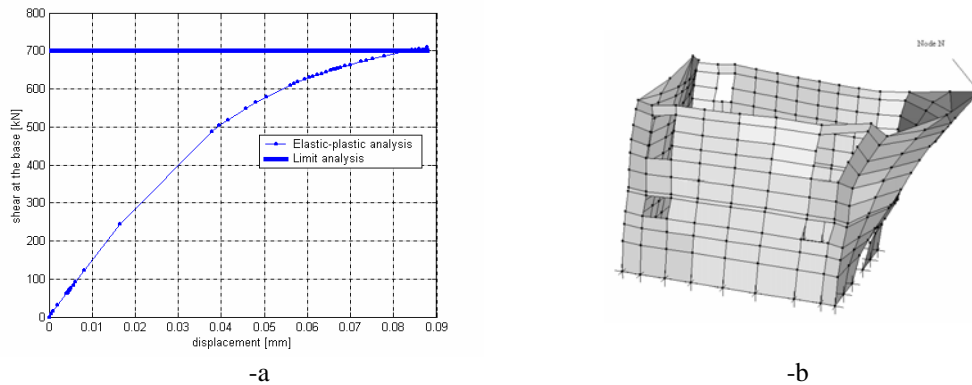 800
700
600
500
400
300
200
100
0
shear at the base [kN]
Elastic-plastic analysis
Limit analysis
0 0.01 0.02 0.03 0.04 0.05 0.06 0.07 0.08 0.09
displacement [mm]
-a
Node N
-b